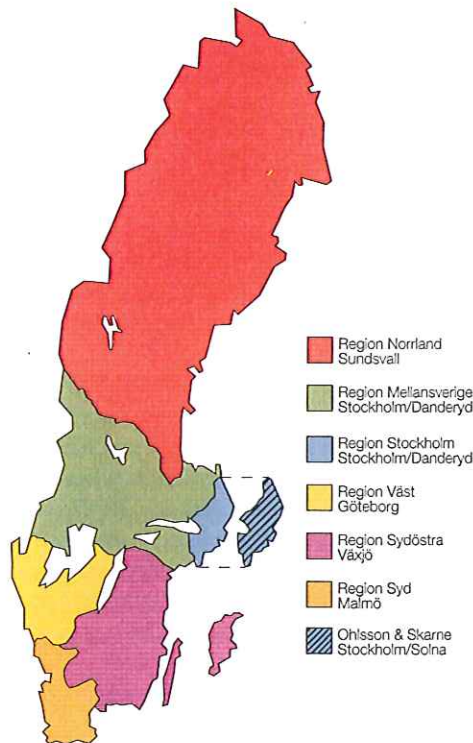 Region Norrland
Sundsvall
Region Mellansverige
Stockholm/Danderyd
Region Stockholm
Stockholm/Danderyd
Region Väst
Göteborg
Region Sydöstra
Växjö
Region Syd
Malmö
Ohlsson & Skarne
Stockholm/Solna